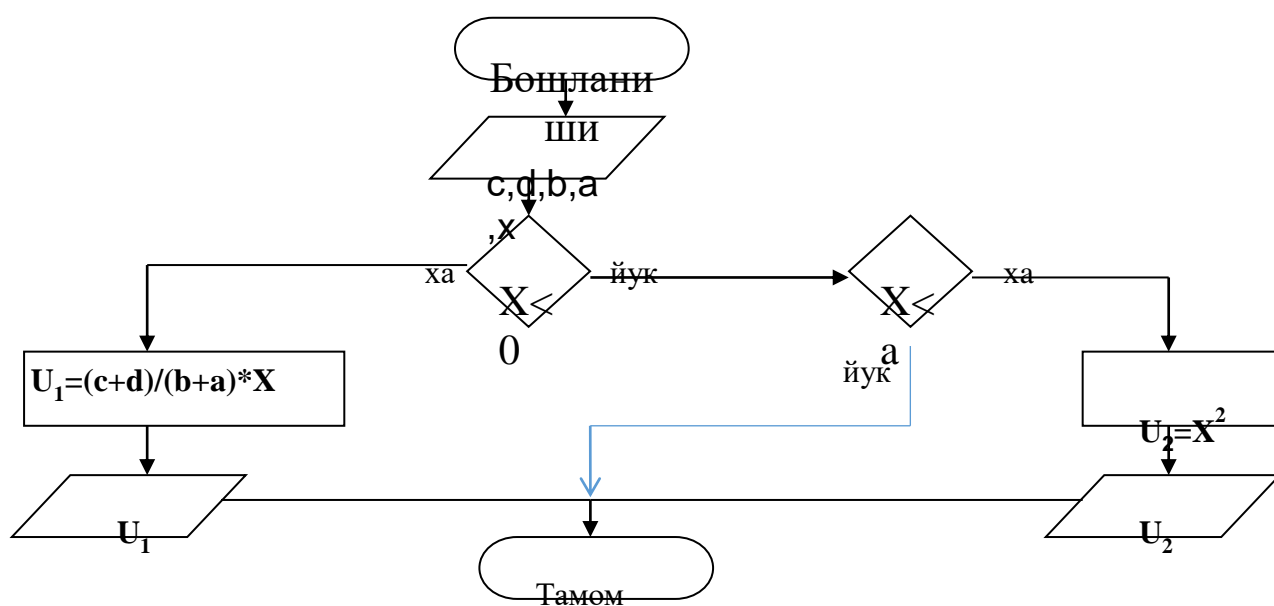 Бошлани
ши
c,d,b,a
,x
ха
X<
0
йук
X<
a
ха
йук
U₁=(c+d)/(b+a)*X
U₂=X²
U₁
U₂
Тамом